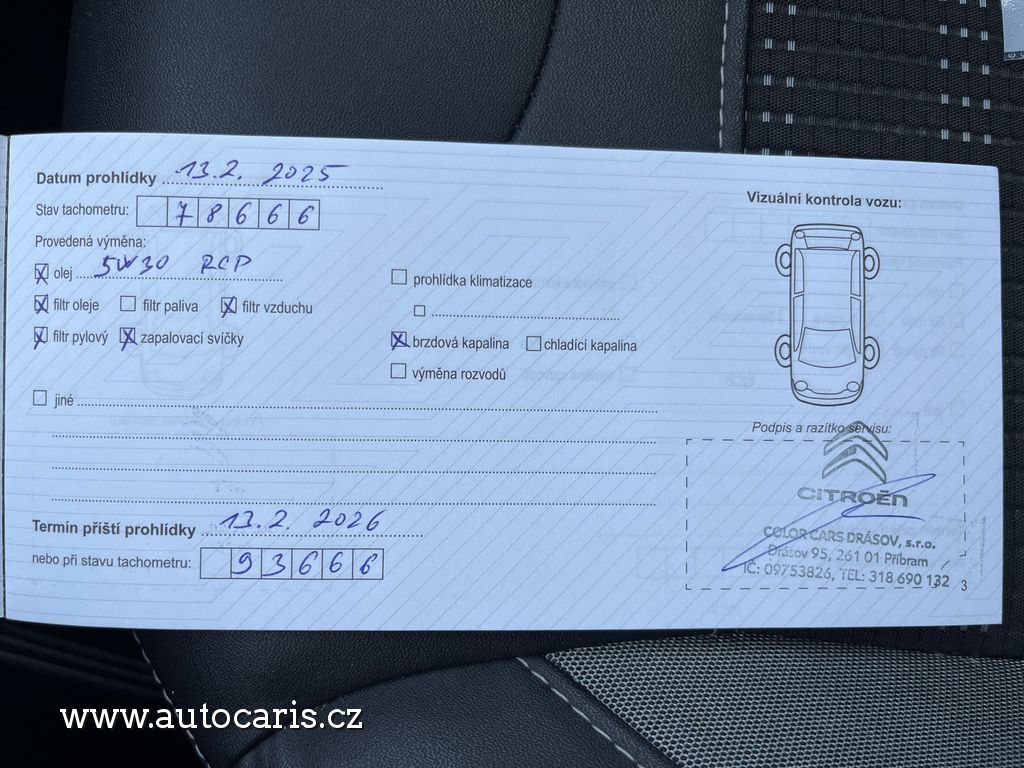 Datum prohlídky 13.2. 2025
Stav tachometru: 78666
Provedená výměna:
olej 5W30 RCP
filtr oleje filtr paliva filtr vzduchu
filtr pylový zapalovací svíčky
prohlídka klimatizace
brzdová kapalina chladící kapalina
výměna rozvodů
jiné
Termín příští prohlídky 13.2. 2026
nebo při stavu tachometru: 93666
Vizuální kontrola vozu:
Podpis a razítko servisu:
CITROËN
COLOR CARS DRÁSOV, s.r.o.
Drásov 95, 261 01 Příbram
IČ: 09753826, TEL: 318 690 132
3
www.autocaris.cz